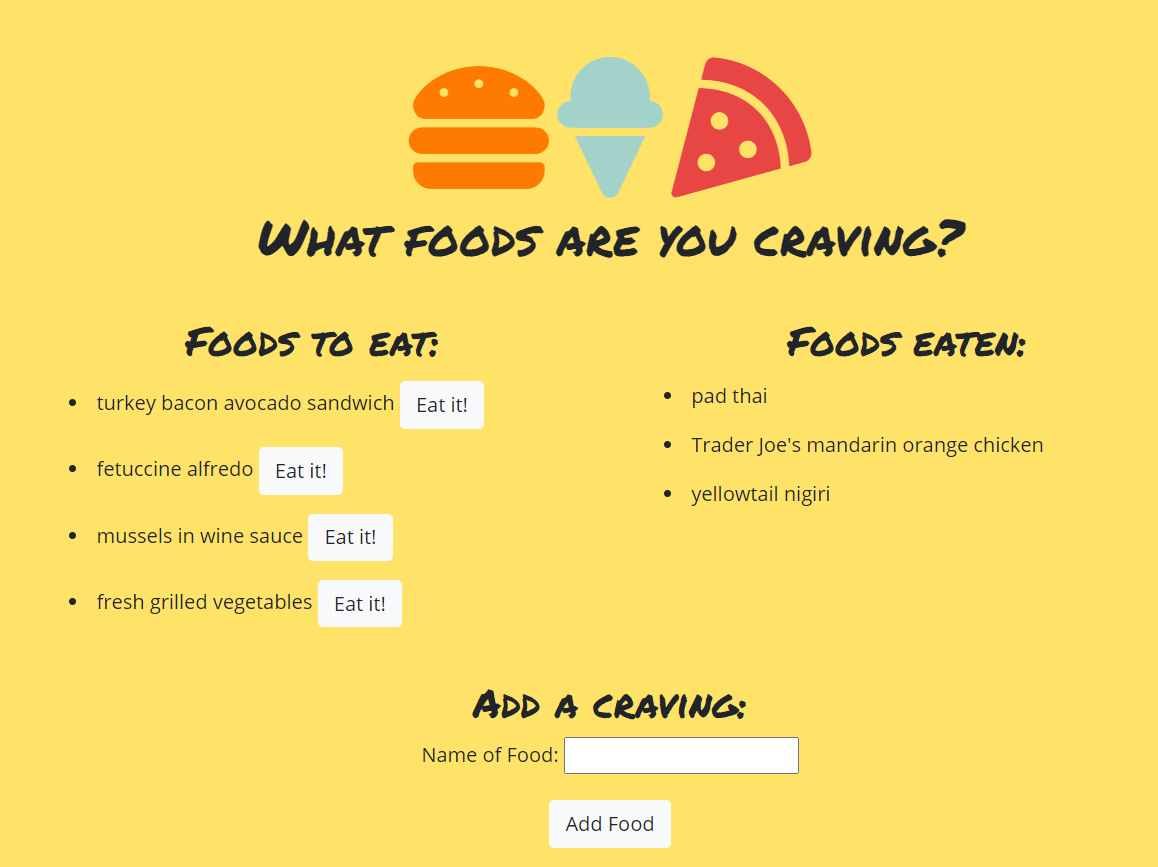 What foods are you craving?
Foods to eat:
turkey bacon avocado sandwich Eat it!
fetuccine alfredo Eat it!
mussels in wine sauce Eat it!
fresh grilled vegetables Eat it!
Foods eaten:
pad thai
Trader Joe's mandarin orange chicken
yellowtail nigiri
Add a craving:
Name of Food:
Add Food